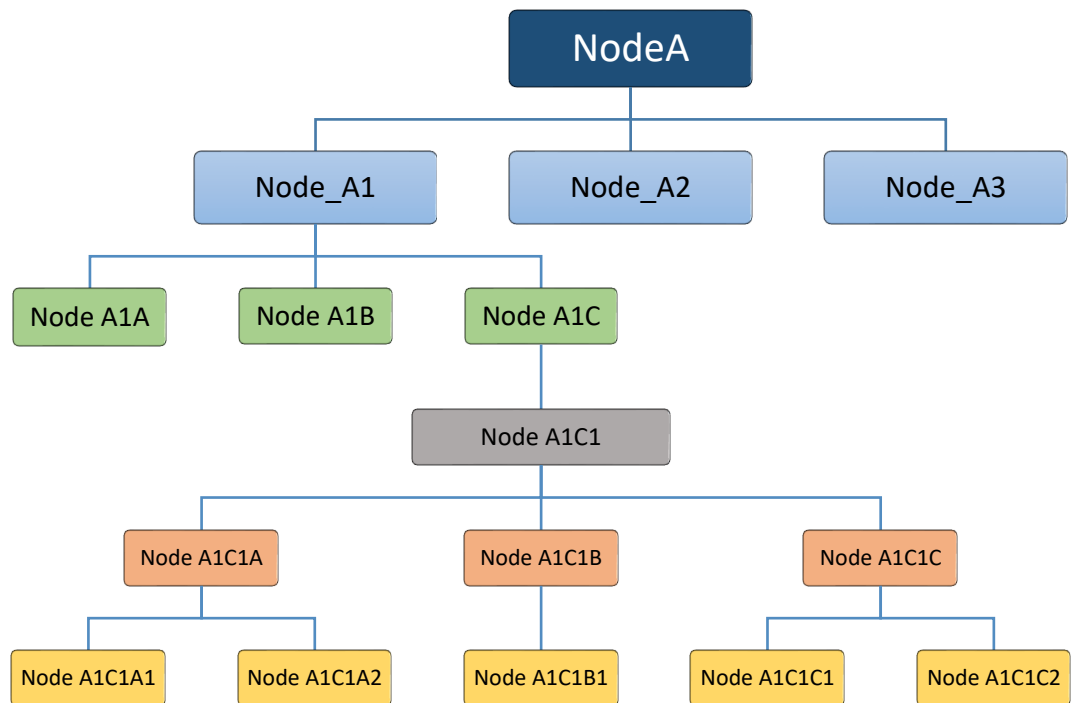 NodeA
Node_A1
Node_A2
Node_A3
Node A1A
Node A1B
Node A1C
Node A1C1
Node A1C1A
Node A1C1B
Node A1C1C
Node A1C1A1
Node A1C1A2
Node A1C1B1
Node A1C1C1
Node A1C1C2